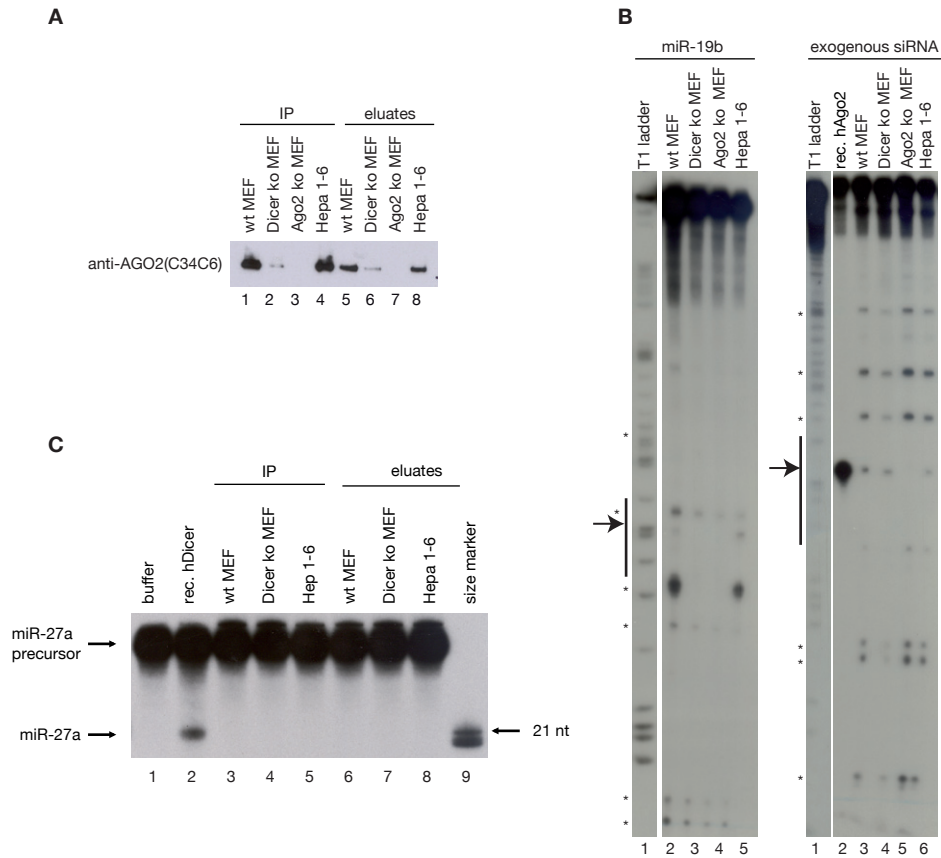 A
IP
eluates
wt MEF
Dicer ko MEF
Ago2 ko MEF
Hepa 1-6
wt MEF
Dicer ko MEF
Ago2 ko MEF
Hepa 1-6
anti-AGO2(C34C6)
1 2 3 4 5 6 7 8
B
miR-19b
T1 ladder
wt MEF
Dicer ko MEF
Ago2 ko MEF
Hepa 1-6
*
*
*
*
*
*
1 2 3 4 5
exogenous siRNA
T1 ladder
rec. hAgo2
wt MEF
Dicer ko MEF
Ago2 ko MEF
Hepa 1-6
*
*
*
*
*
*
1 2 3 4 5 6
C
IP
eluates
buffer
rec. hDicer
wt MEF
Dicer ko MEF
Hep 1-6
wt MEF
Dicer ko MEF
Hepa 1-6
size marker
miR-27a
precursor
miR-27a
21 nt
1 2 3 4 5 6 7 8 9